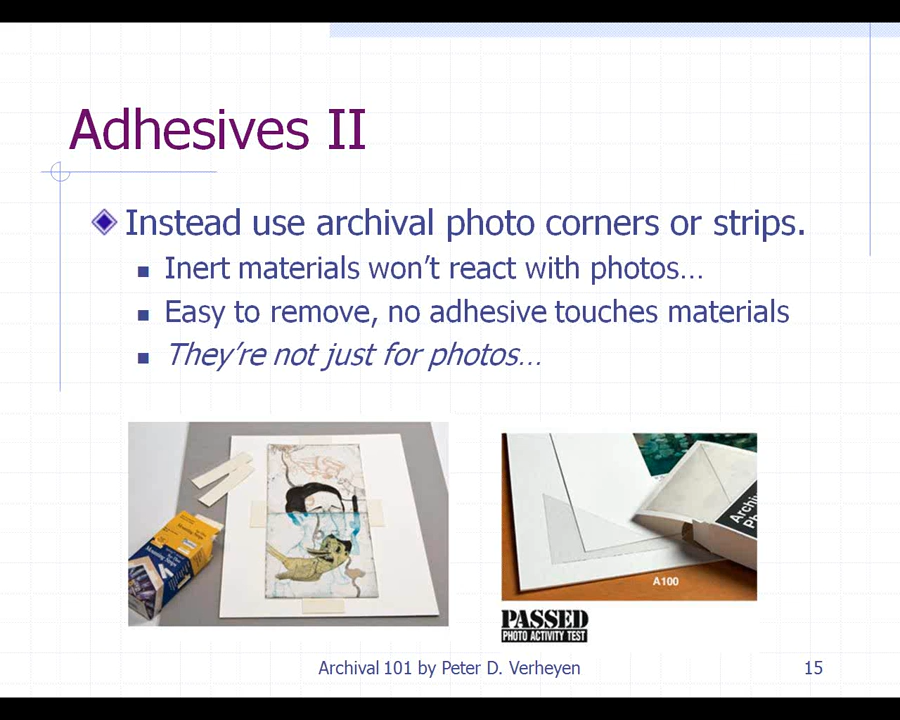 Adhesives II
Instead use archival photo corners or strips.
Inert materials won’t react with photos…
Easy to remove, no adhesive touches materials
They’re not just for photos…
A100
PASSED
PHOTO ACTIVITY TEST
Archival 101 by Peter D. Verheyen
15